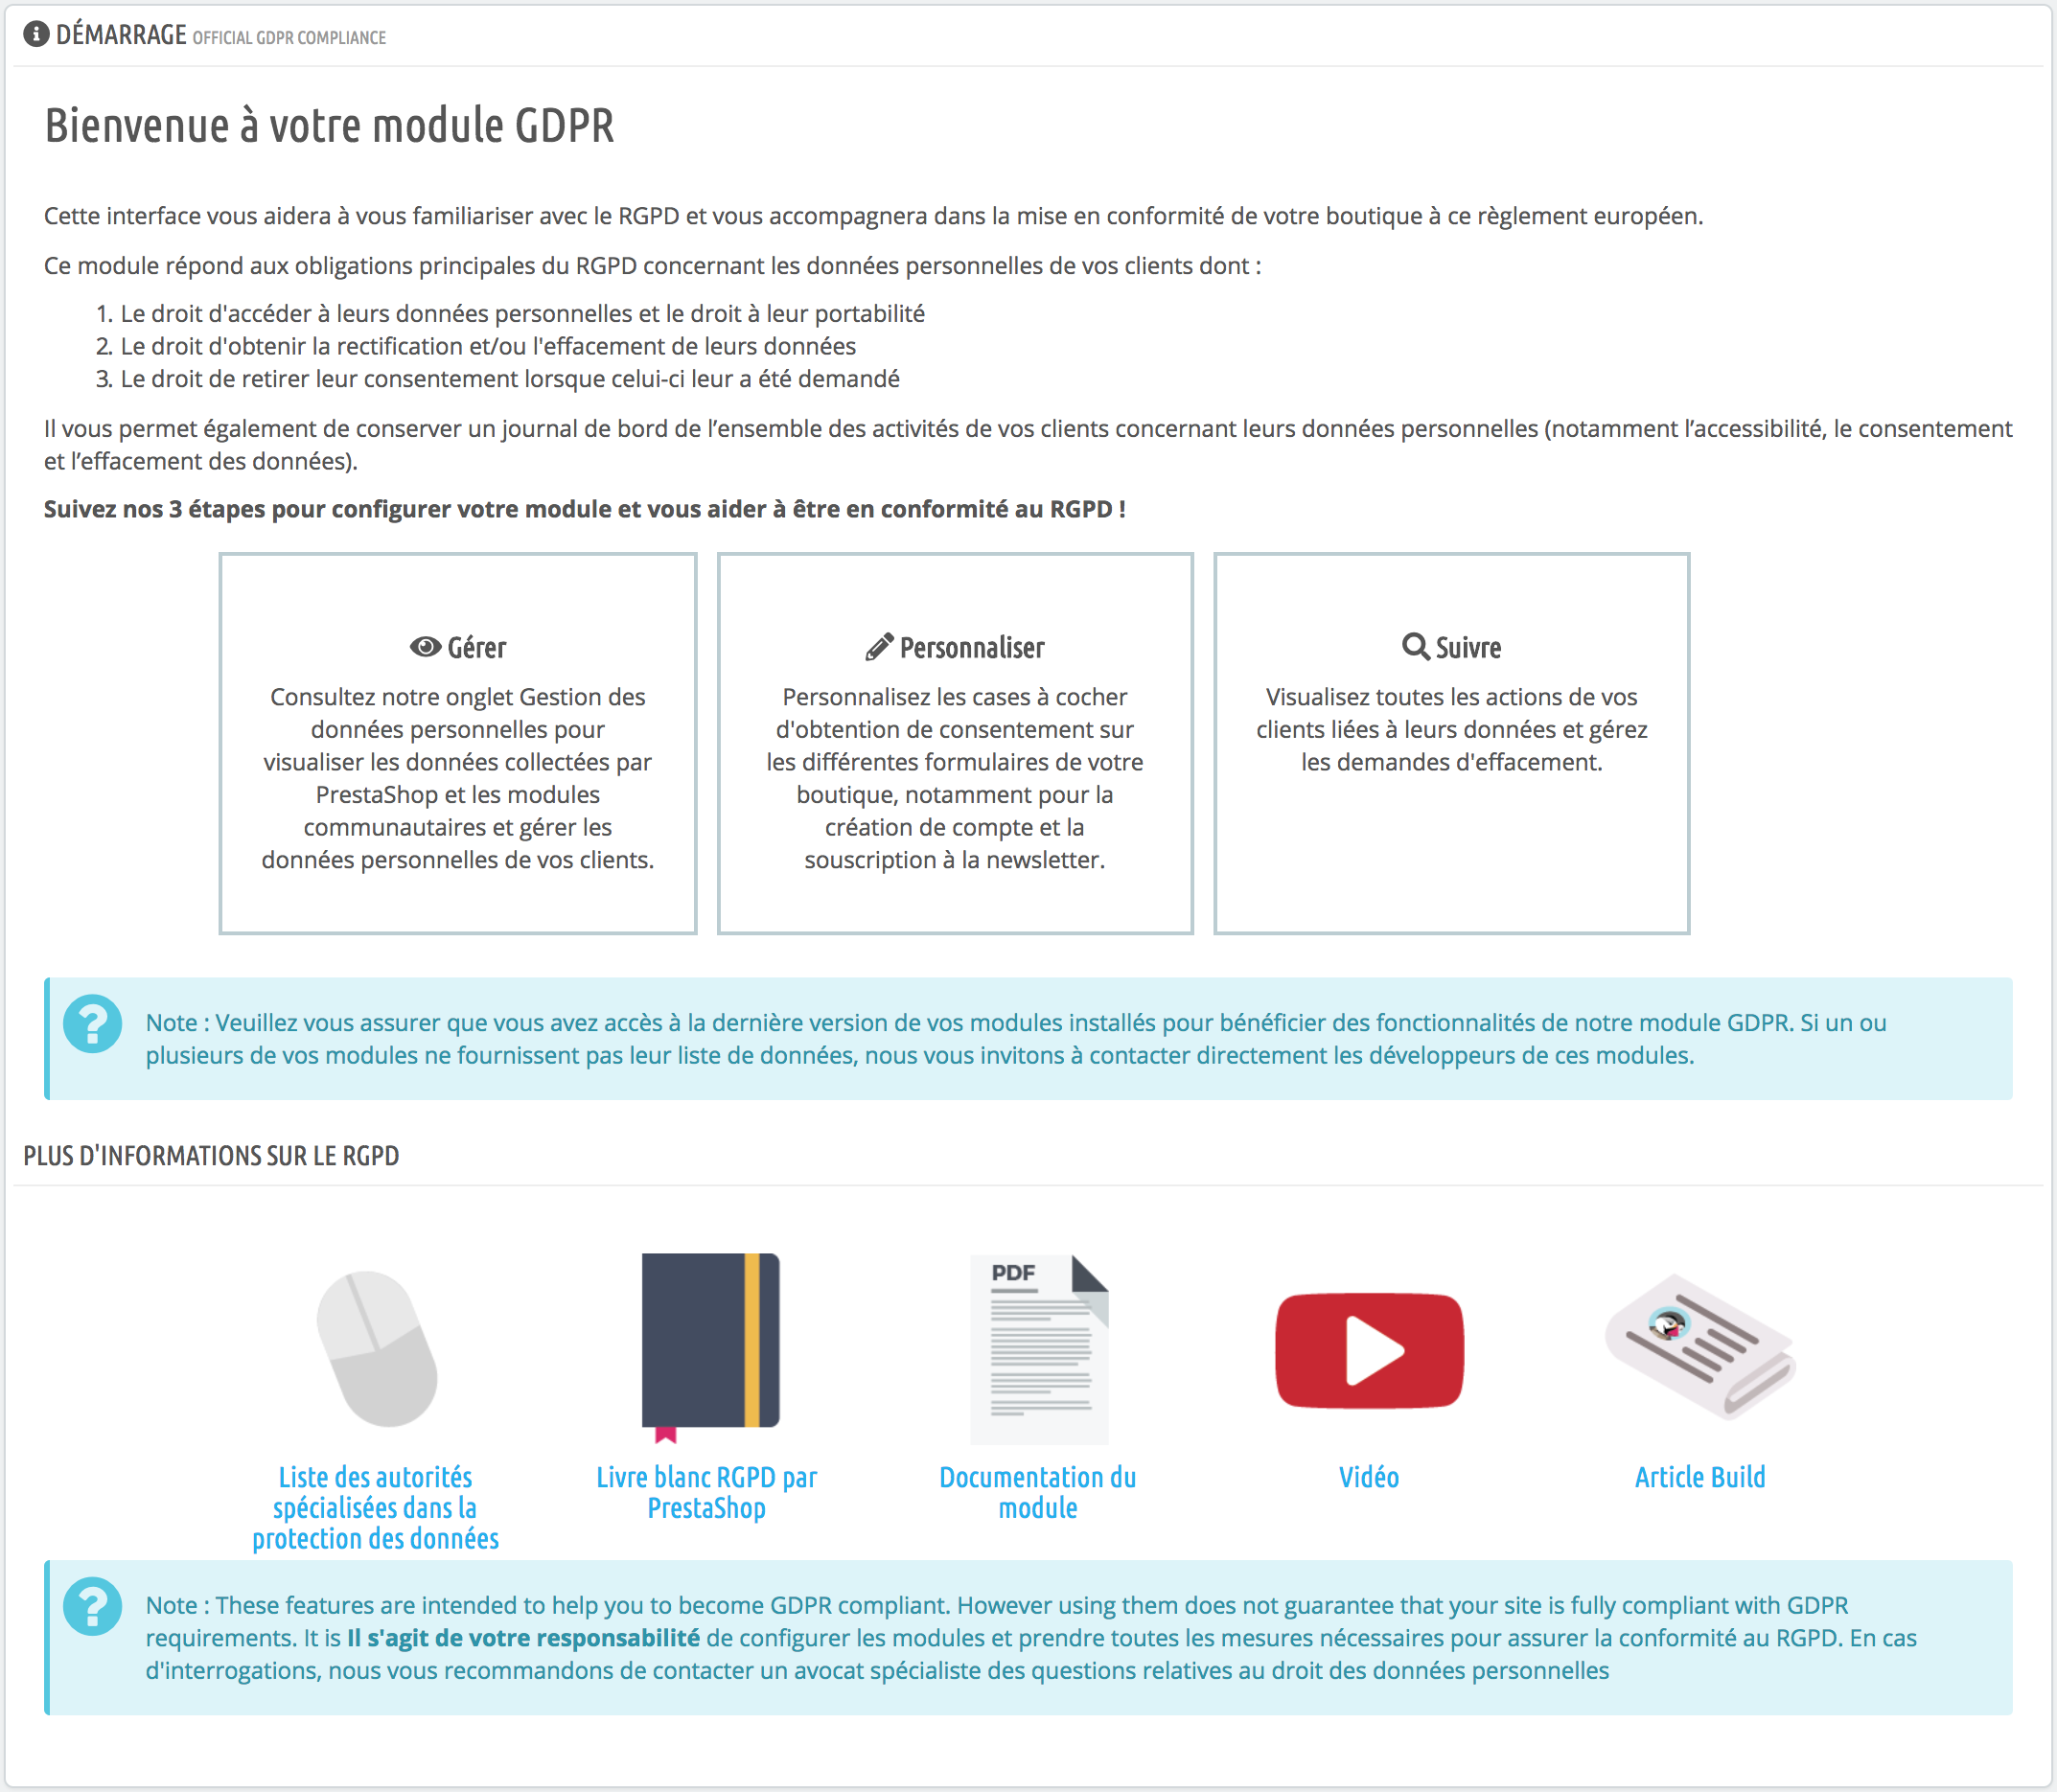 DÉMARRAGE OFFICIAL GDPR COMPLIANCE
Bienvenue à votre module GDPR
Cette interface vous aidera à vous familiariser avec le RGPD et vous accompagnera dans la mise en conformité de votre boutique à ce règlement européen.
Ce module répond aux obligations principales du RGPD concernant les données personnelles de vos clients dont :
1. Le droit d'accéder à leurs données personnelles et le droit à leur portabilité
2. Le droit d'obtenir la rectification et/ou l'effacement de leurs données
3. Le droit de retirer leur consentement lorsque celui-ci leur a été demandé
Il vous permet également de conserver un journal de bord de l’ensemble des activités de vos clients concernant leurs données personnelles (notamment l’accessibilité, le consentement
et l’effacement des données).
Suivez nos 3 étapes pour configurer votre module et vous aider à être en conformité au RGPD !
Gérer
Consultez notre onglet Gestion des
données personnelles pour
visualiser les données collectées par
PrestaShop et les modules
communautaires et gérer les
données personnelles de vos clients.
Personnaliser
Personnalisez les cases à cocher
d'obtention de consentement sur
les différentes formulaires de votre
boutique, notamment pour la
création de compte et la
souscription à la newsletter.
Suivre
Visualisez toutes les actions de vos
clients liées à leurs données et gérez
les demandes d'effacement.
Note : Veuillez vous assurer que vous avez accès à la dernière version de vos modules installés pour bénéficier des fonctionnalités de notre module GDPR. Si un ou
plusieurs de vos modules ne fournissent pas leur liste de données, nous vous invitons à contacter directement les développeurs de ces modules.
PLUS D'INFORMATIONS SUR LE RGPD
PDF
Liste des autorités
spécialisées dans la
protection des données
Livre blanc RGPD par
PrestaShop
Documentation du
module
Vidéo
Article Build
Note : These features are intended to help you to become GDPR compliant. However using them does not guarantee that your site is fully compliant with GDPR
requirements. It is Il s'agit de votre responsabilité de configurer les modules et prendre toutes les mesures nécessaires pour assurer la conformité au RGPD. En cas
d'interrogations, nous vous recommandons de contacter un avocat spécialiste des questions relatives au droit des données personnelles